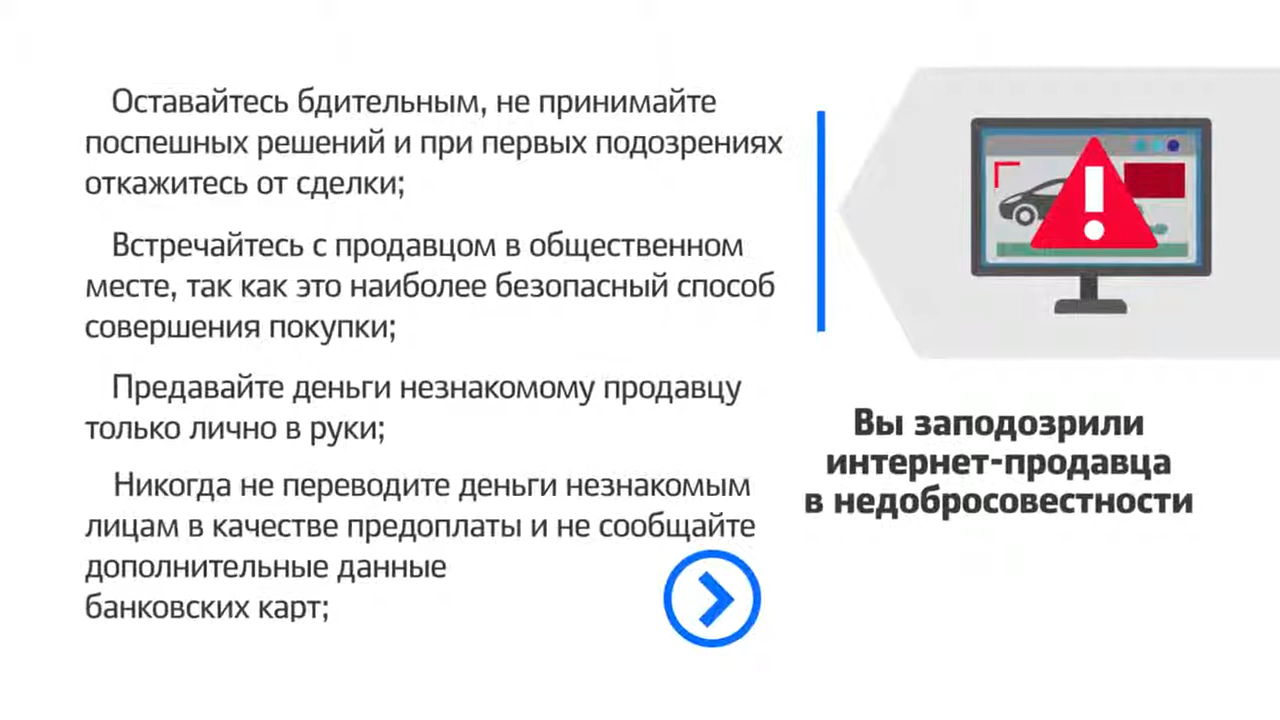 Оставайтесь бдительным, не принимайте
поспешных решений и при первых подозрениях
откажитесь от сделки;
Встречайтесь с продавцом в общественном
месте, так как это наиболее безопасный способ
совершения покупки;
Предавайте деньги незнакомому продавцу
только лично в руки;
Никогда не переводите деньги незнакомым
лицам в качестве предоплаты и не сообщайте
дополнительные данные
банковских карт;
Вы заподозрили
интернет-продавца
в недобросовестности